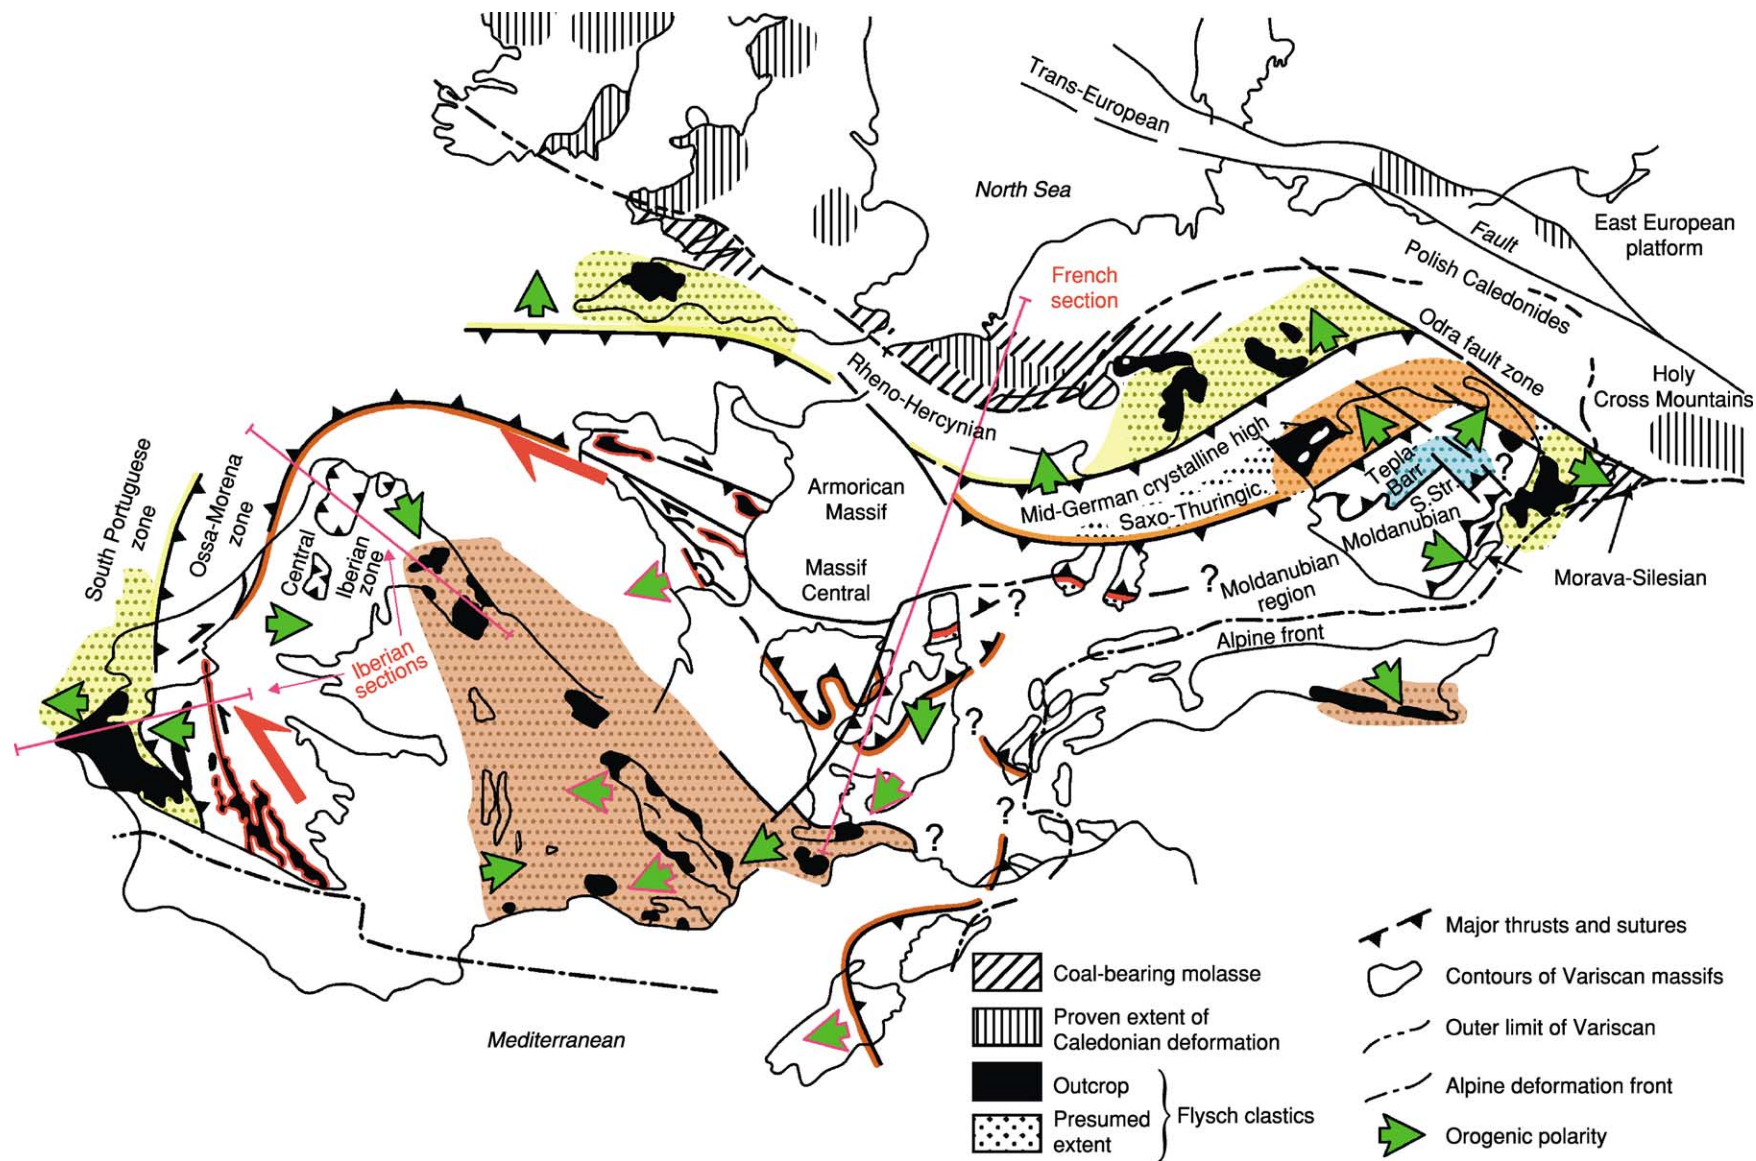 Trans-European
North Sea
Fault
East European
platform
Polish Caledonides
French
section
Odra fault zone
Holy
Cross Mountains
Rheno-Hercynian
Mid-German crystalline high
Saxo-Thuringic.
Tepla-
Barr.
S.Str.
?
Moldanubian
South Portuguese
zone
Ossa-Morena
zone
Central
Iberian
zone
Armorican
Massif
Massif
Central
?
?
Moldanubian
region
Morava-Silesian
Alpine front
Iberian
sections
?
?
?
Mediterranean
Coal-bearing molasse
Proven extent of
Caledonian deformation
Outcrop
Presumed
extent
Flysch clastics
Major thrusts and sutures
Contours of Variscan massifs
Outer limit of Variscan
Alpine deformation front
Orogenic polarity